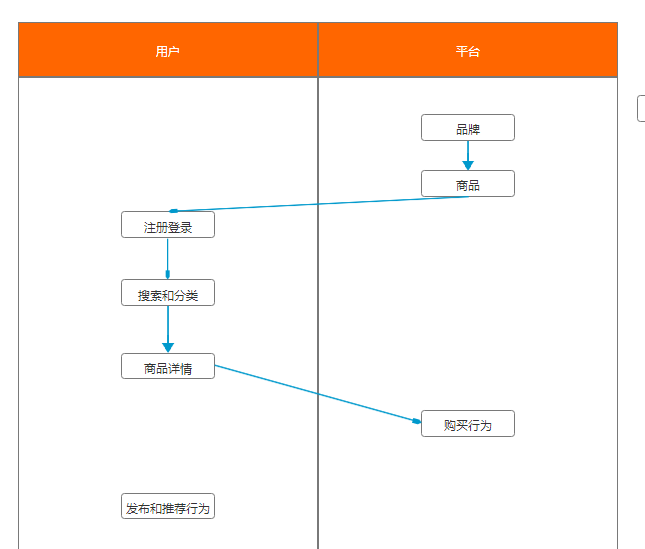 用户
平台
品牌
商品
注册登录
搜索和分类
商品详情
购买行为
发布和推荐行为